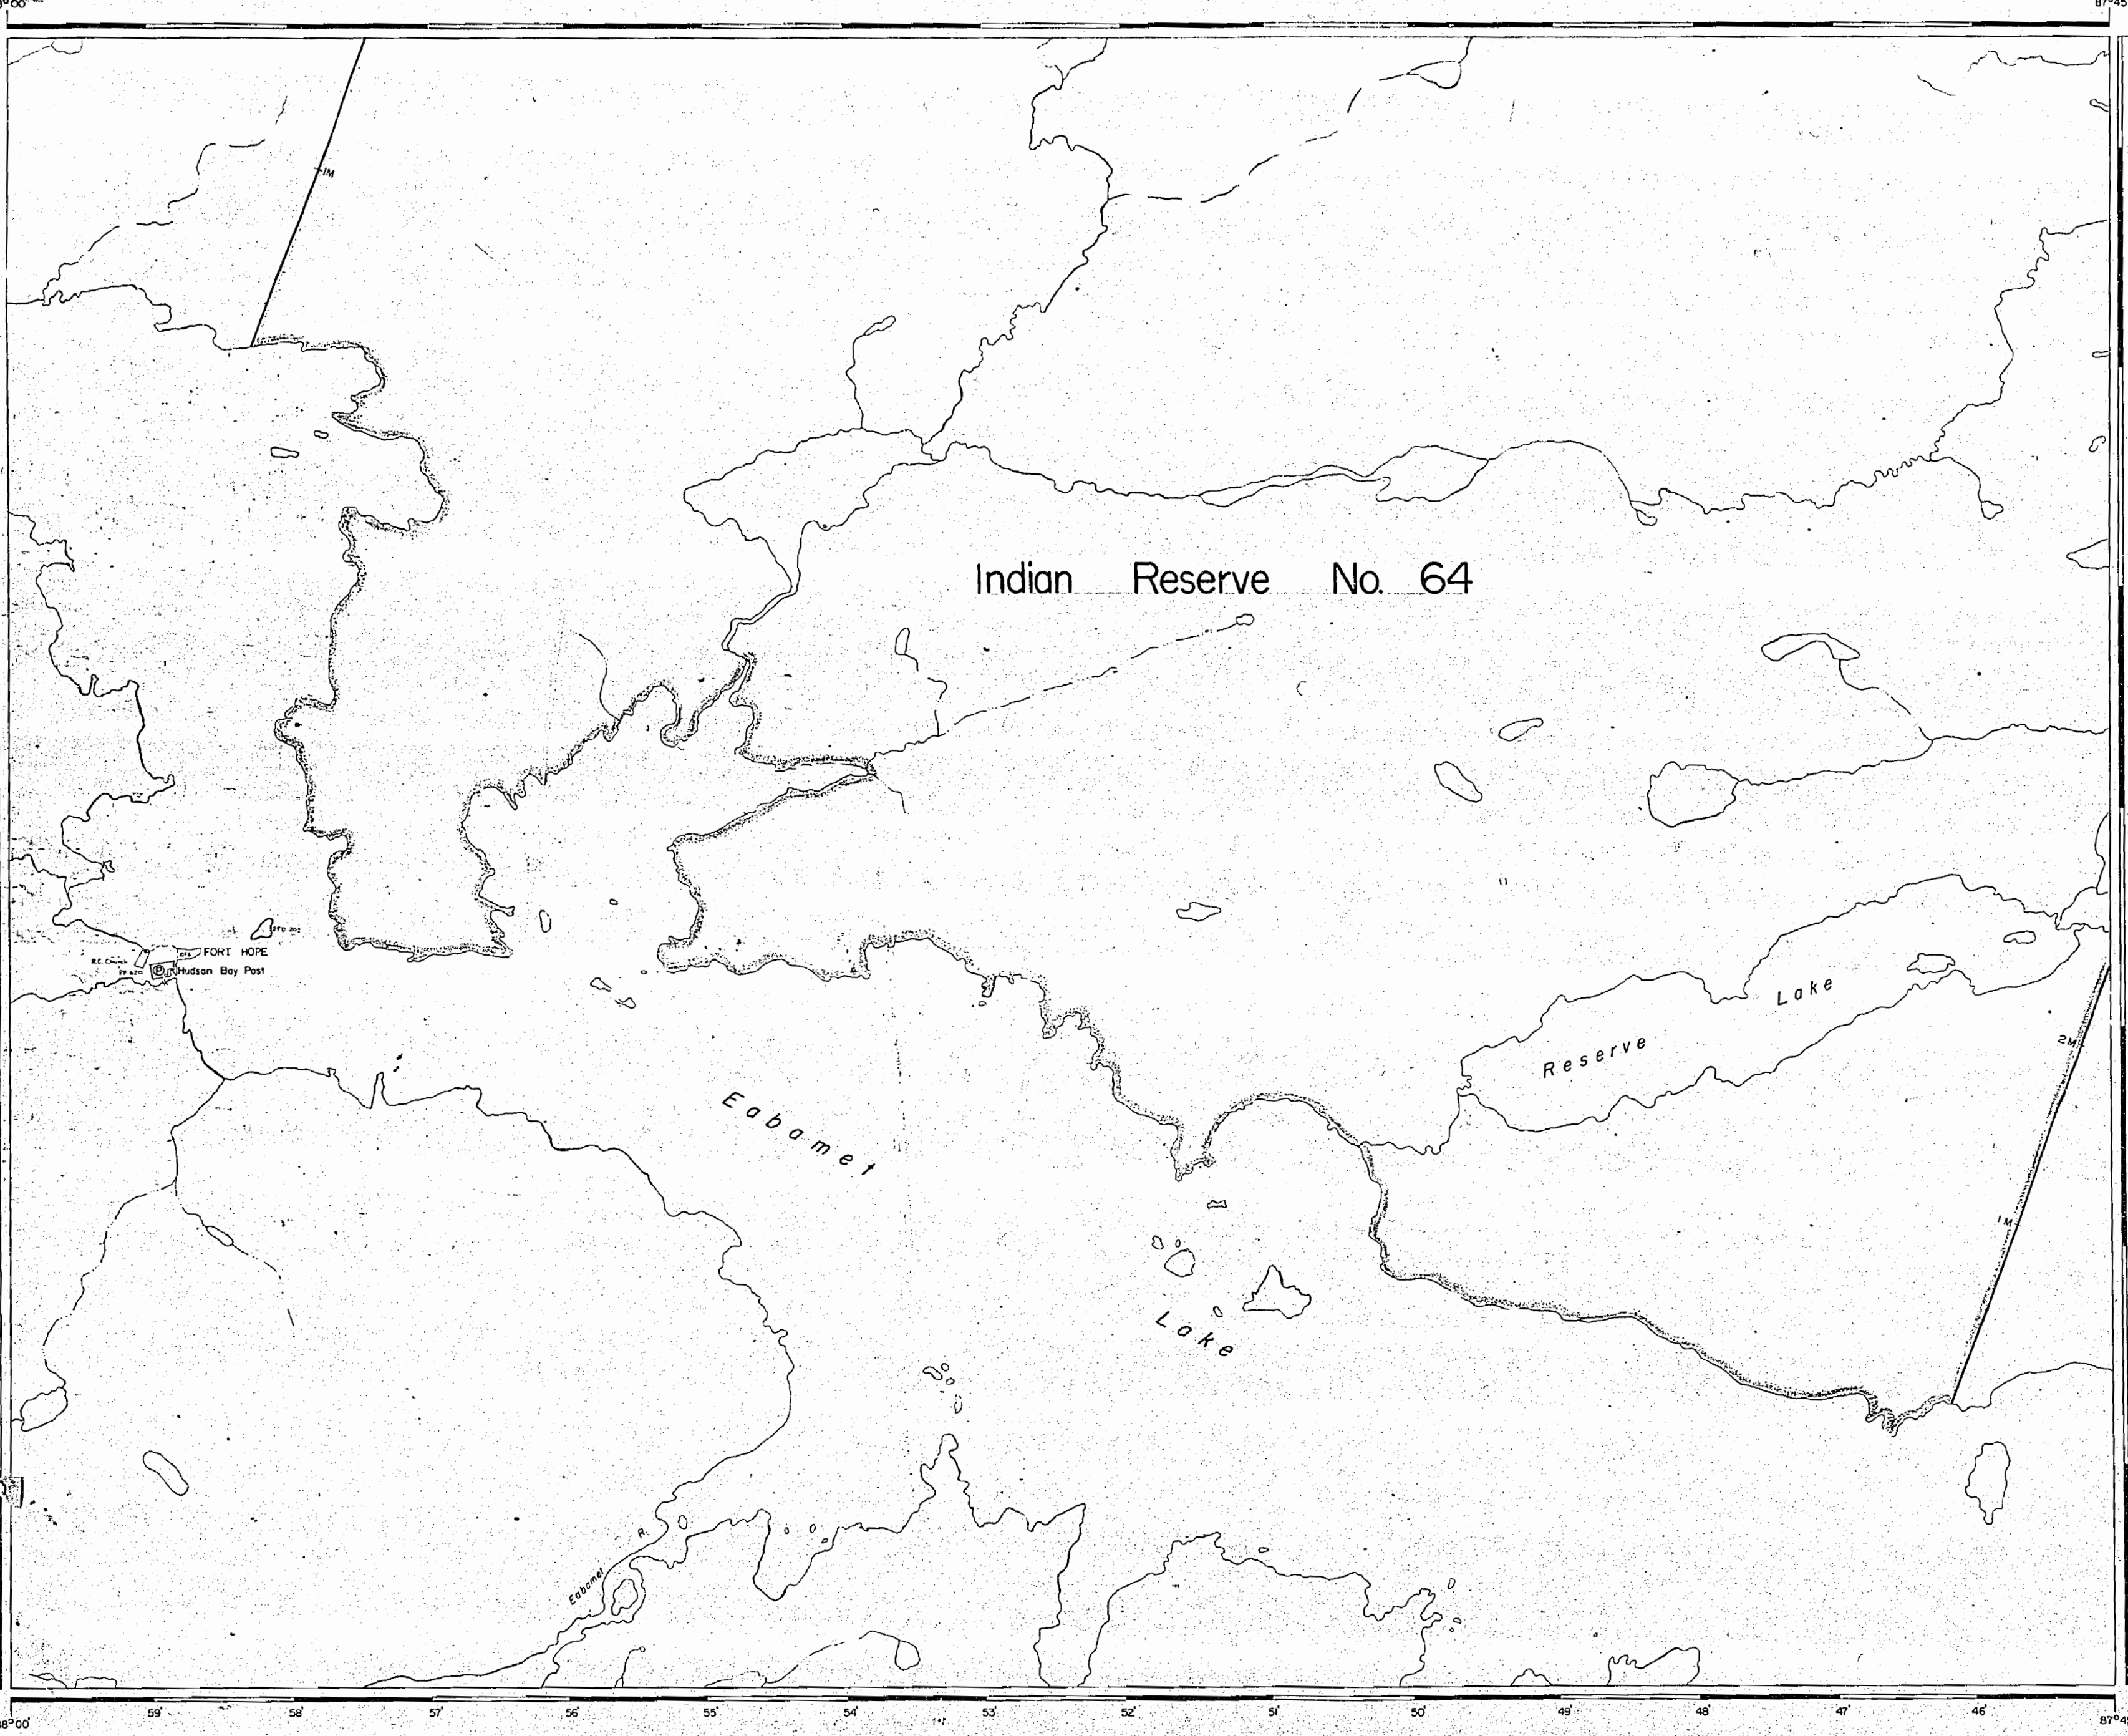 1M
Indian Reserve No. 64
FORT HOPE
R.C. Church
Hudson Bay Post
P
Lake
Reserve
2M
Eabamet
1M
Lake
R.
Eabamet
59' 58' 57' 56' 55' 54' 53' 52' 51' 50' 49' 48' 47' 46'